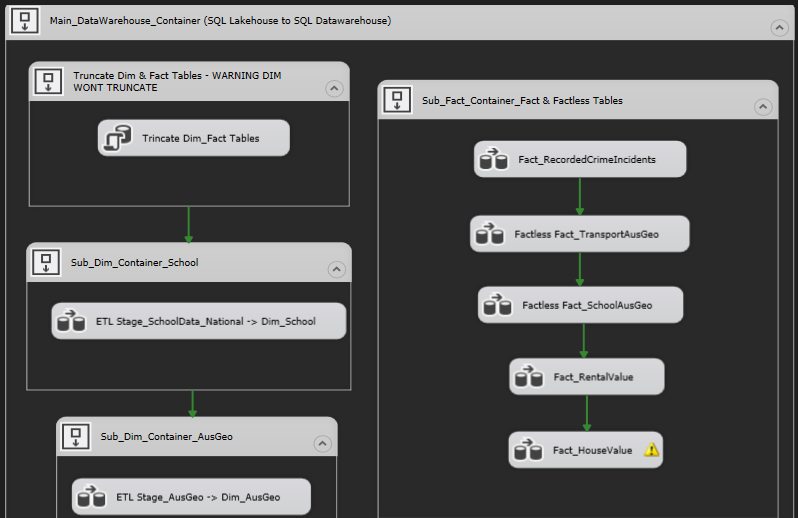 Main_DataWarehouse_Container (SQL Lakehouse to SQL Datawarehouse)
Truncate Dim & Fact Tables - WARNING DIM
WONT TRUNCATE
Trincate Dim_Fact Tables
Sub_Dim_Container_School
ETL Stage_SchoolData_National -> Dim_School
Sub_Dim_Container_AusGeo
ETL Stage_AusGeo -> Dim_AusGeo
Sub_Fact_Container_Fact & Factless Tables
Fact_RecordedCrimeIncidents
Factless Fact_TransportAusGeo
Factless Fact_SchoolAusGeo
Fact_RentalValue
Fact_HouseValue